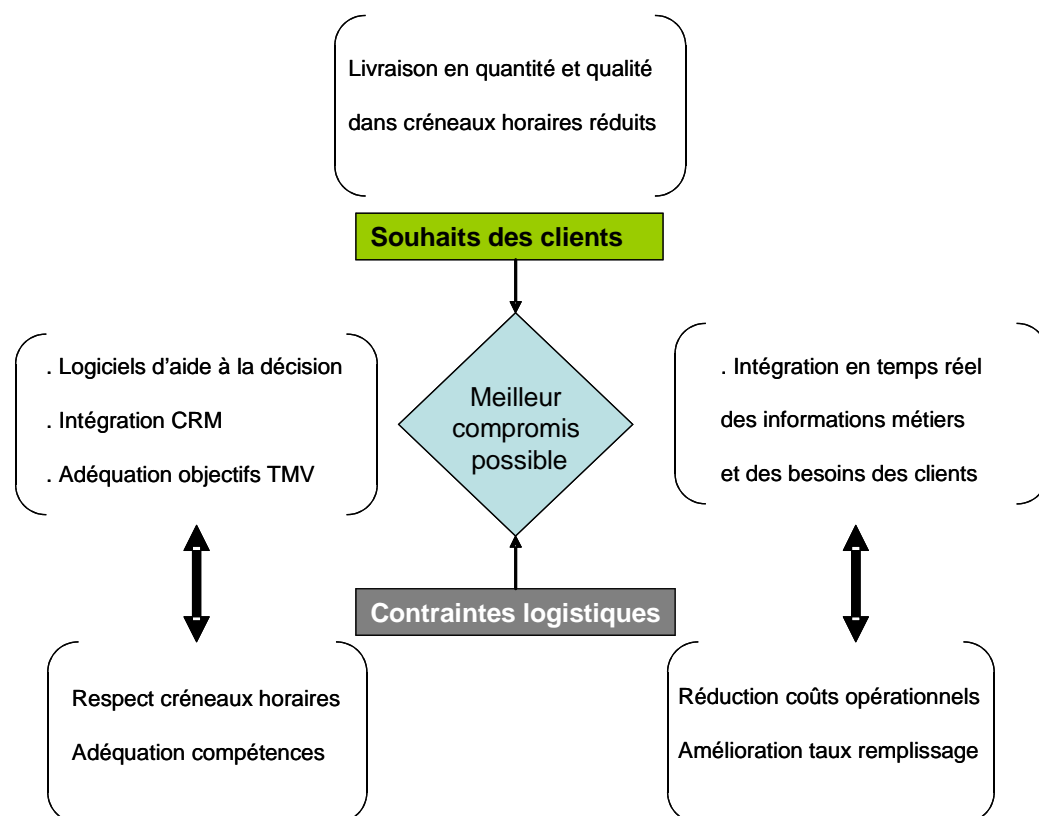 Livraison en quantité et qualité
dans créneaux horaires réduits
Souhaits des clients
. Logiciels d'aide à la décision
. Intégration CRM
. Adéquation objectifs TMV
Meilleur
compromis
possible
. Intégration en temps réel
des informations métiers
et des besoins des clients
Contraintes logistiques
Respect créneaux horaires
Adéquation compétences
Réduction coûts opérationnels
Amélioration taux remplissage